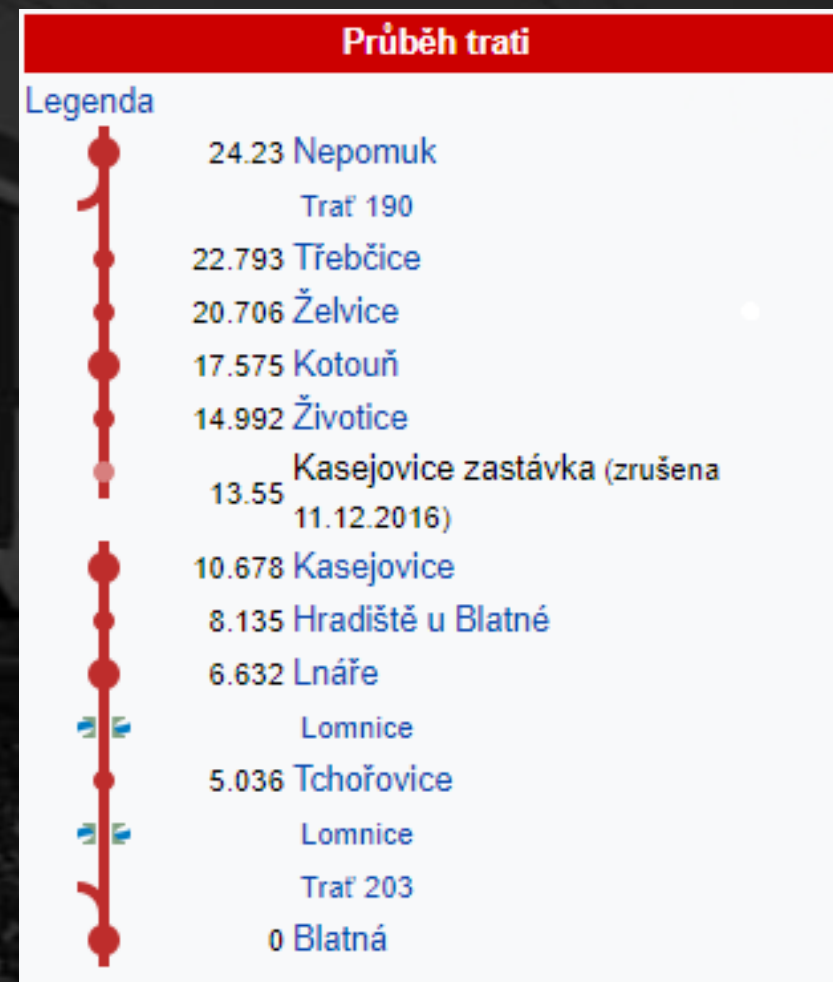 Průběh trati
Legenda
24.23 Nepomuk
Trať 190
22.793 Třebčice
20.706 Želvice
17.575 Kotouň
14.992 Životice
13.55 Kasejovice zastávka (zrušena
11.12.2016)
10.678 Kasejovice
8.135 Hradiště u Blatné
6.632 Lnáře
Lomnice
5.036 Tchořovice
Lomnice
Trať 203
0 Blatná